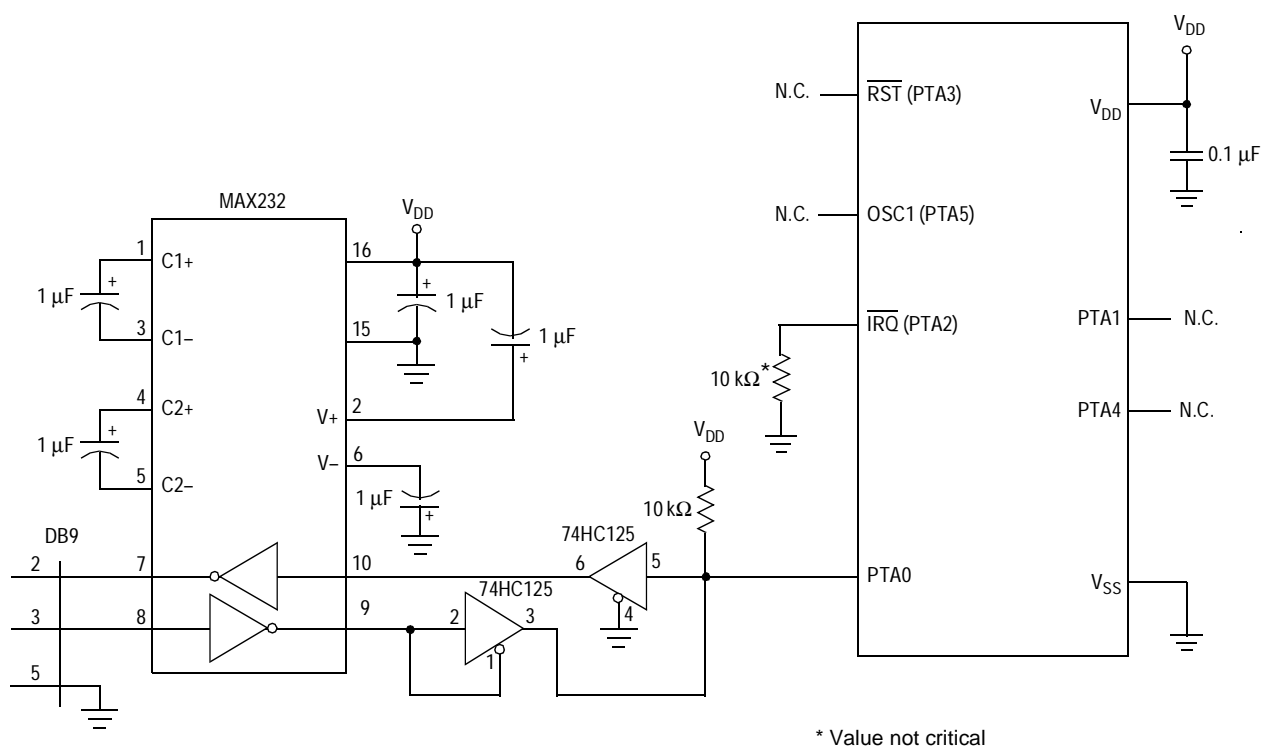 V_DD
N.C.
R̅S̅T̅ (PTA3)
V_DD
0.1 µF
MAX232
V_DD
N.C.
OSC1 (PTA5)
1
C1+
16
+
1 µF
+
1 µF
+
1 µF
3
C1–
15
I̅R̅Q̅ (PTA2)
PTA1
N.C.
10 kΩ*
4
C2+
V+
2
PTA4
N.C.
1 µF
+
V–
6
V_DD
5
C2–
1 µF
+
10 kΩ
DB9
74HC125
2
7
10
6
5
4
PTA0
V_SS
74HC125
3
8
9
2
3
1
5
* Value not critical